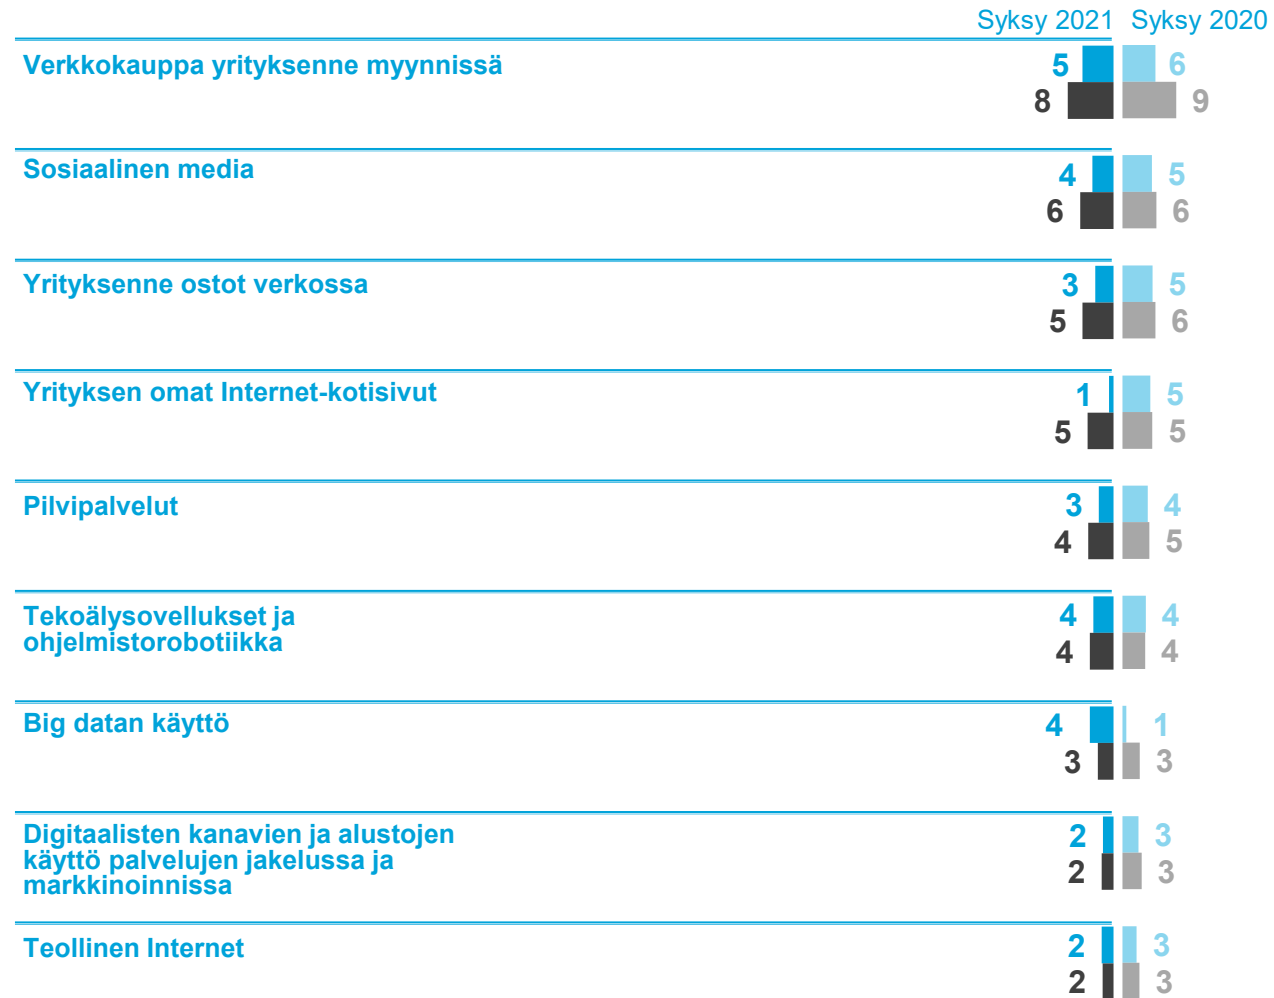 Syksy 2021 Syksy 2020
Verkkokauppa yrityksenne myynnissä 5 6
8 9
Sosiaalinen media 4 5
6 6
Yrityksenne ostot verkossa 3 5
5 6
Yrityksen omat Internet-kotisivut 1 5
5 5
Pilvipalvelut 3 4
4 5
Tekoälysovellukset ja 4 4
ohjelmistorobotiikka 4 4
Big datan käyttö 4 1
3 3
Digitaalisten kanavien ja alustojen 2 3
käyttö palvelujen jakelussa ja 2 3
markkinoinnissa
Teollinen Internet 2 3
2 3